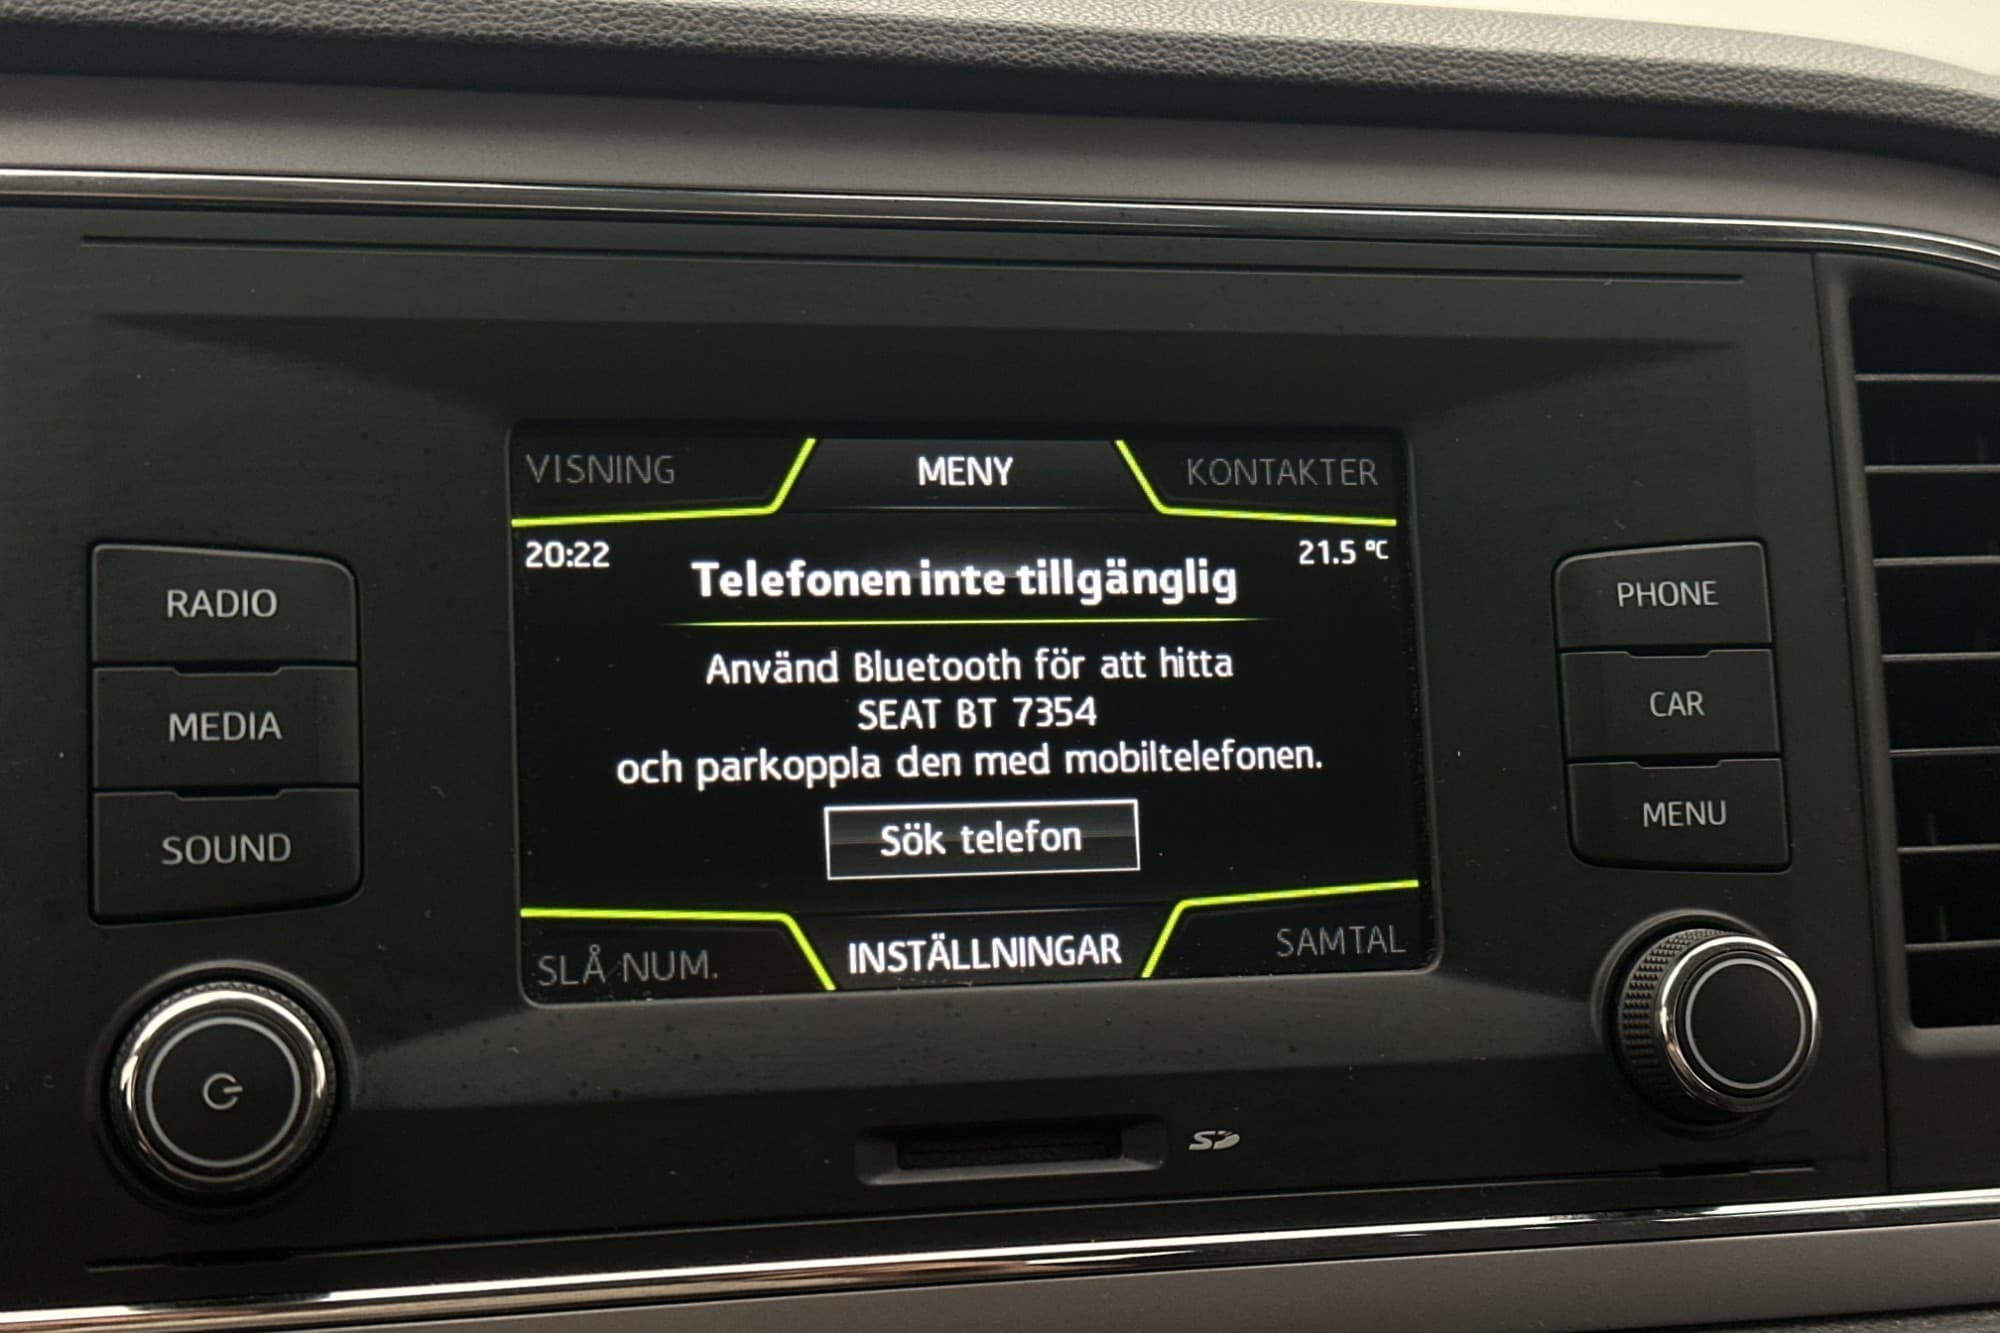 VISNING MENY KONTAKTER
20:22 21.5 °C
Telefonen inte tillgänglig
Använd Bluetooth för att hitta
SEAT BT 7354
och parkoppla den med mobiltelefonen.
Sök telefon
SLÅ NUM. INSTÄLLNINGAR SAMTAL
RADIO
MEDIA
SOUND
PHONE
CAR
MENU
SD